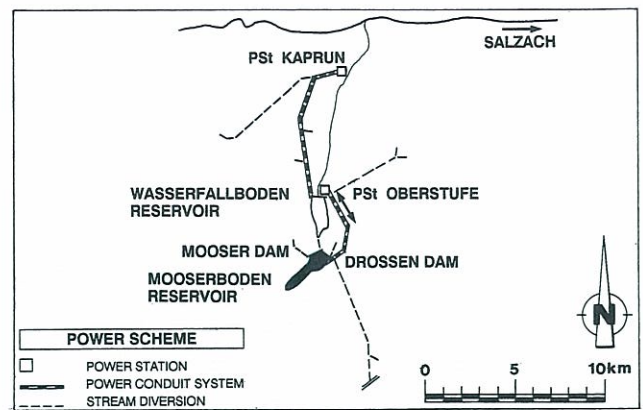 SALZACH
PSt KAPRUN
WASSERFALLBODEN
RESERVOIR
PSt OBERSTUFE
MOOSER DAM
DROSSEN DAM
MOOSERBODEN
RESERVOIR
POWER SCHEME
POWER STATION
POWER CONDUIT SYSTEM
STREAM DIVERSION
N
0 5 10km